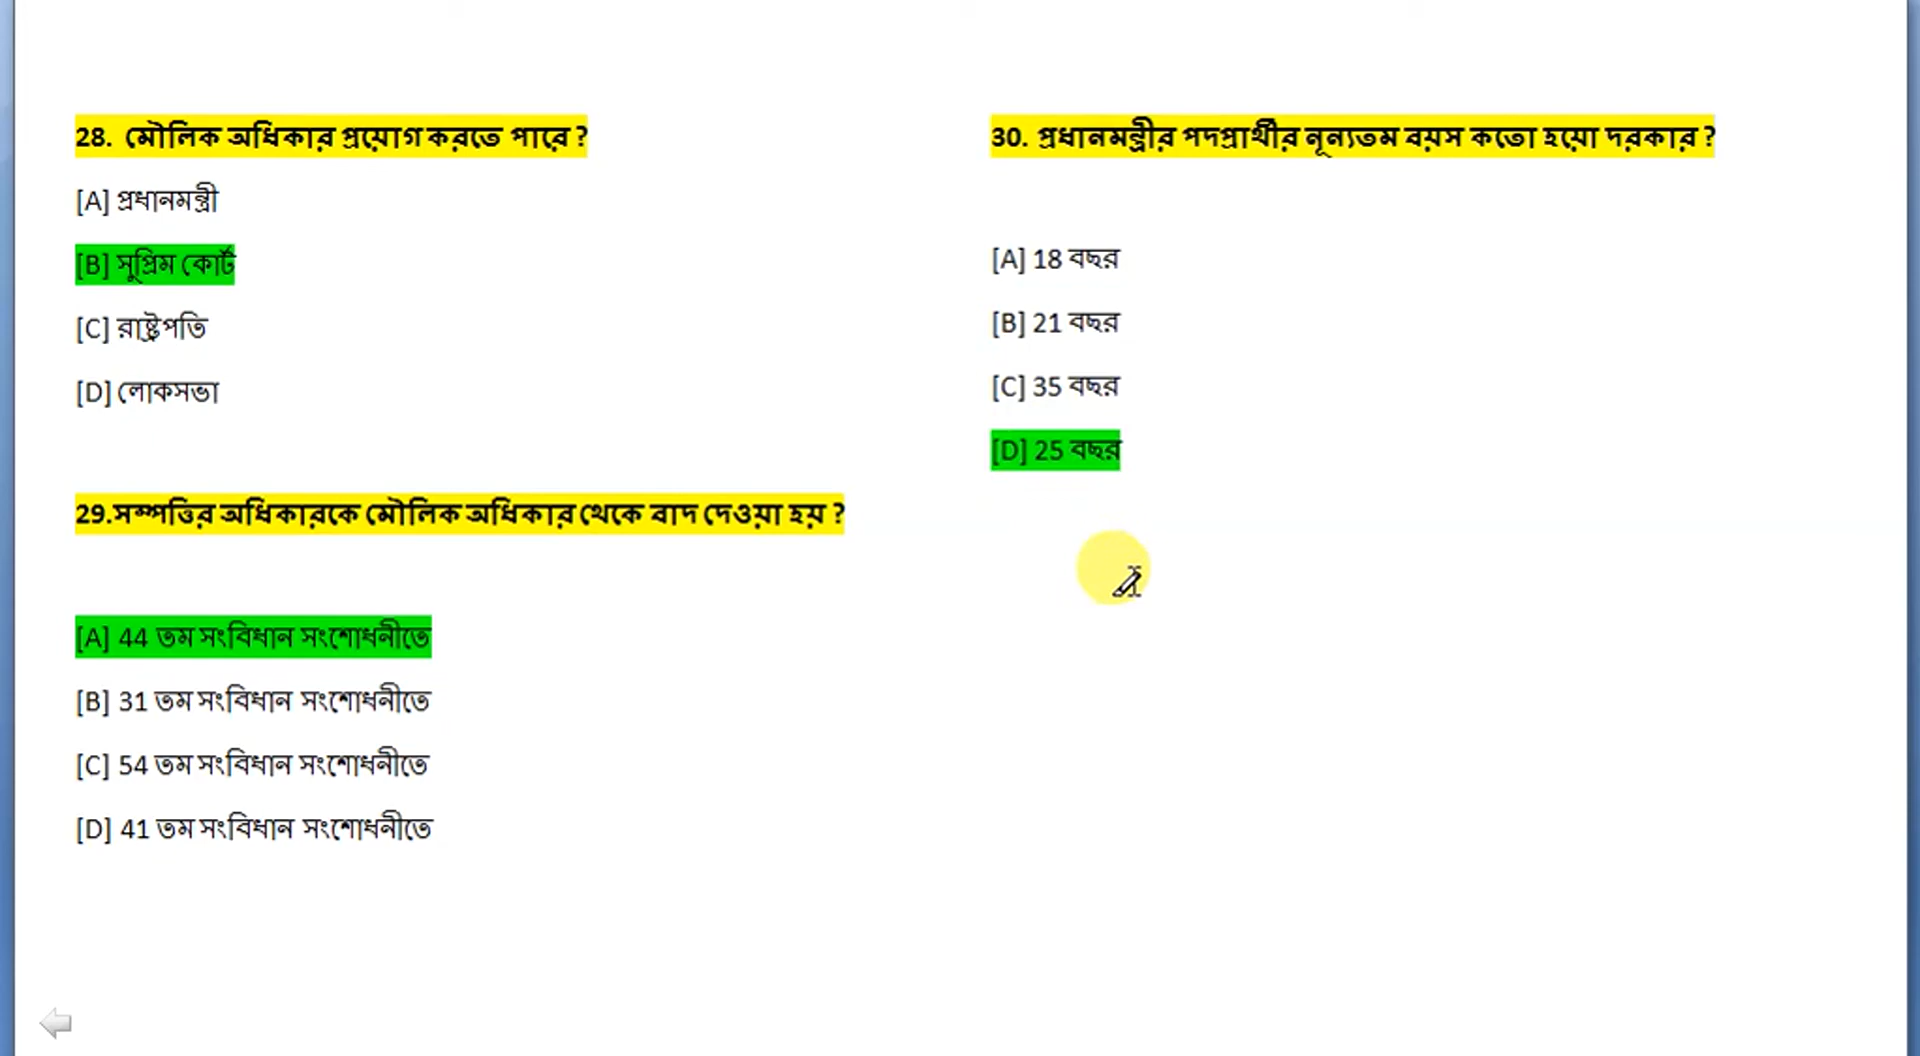 28. মৌলিক অধিকার প্রয়োগ করতে পারে ?
[A] প্রধানমন্ত্রী
[B] সুপ্রিম কোর্ট
[C] রাষ্ট্রপতি
[D] লোকসভা
29.সম্পত্তির অধিকারকে মৌলিক অধিকার থেকে বাদ দেওয়া হয় ?
[A] 44 তম সংবিধান সংশোধনীতে
[B] 31 তম সংবিধান সংশোধনীতে
[C] 54 তম সংবিধান সংশোধনীতে
[D] 41 তম সংবিধান সংশোধনীতে
30. প্রধানমন্ত্রীর পদপ্রার্থীর নূন্যতম বয়স কতো হয়ো দরকার ?
[A] 18 বছর
[B] 21 বছর
[C] 35 বছর
[D] 25 বছর